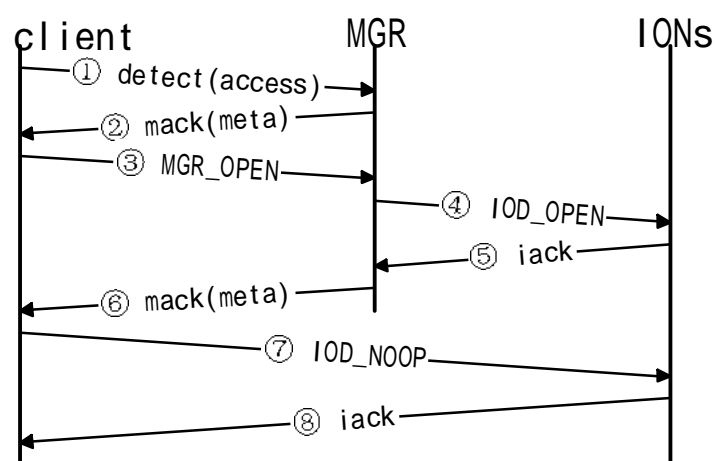 client MGR IONs
① detect(access)
② mack(meta)
③ MGR_OPEN
④ IOD_OPEN
⑤ iack
⑥ mack(meta)
⑦ IOD_NOOP
⑧ iack